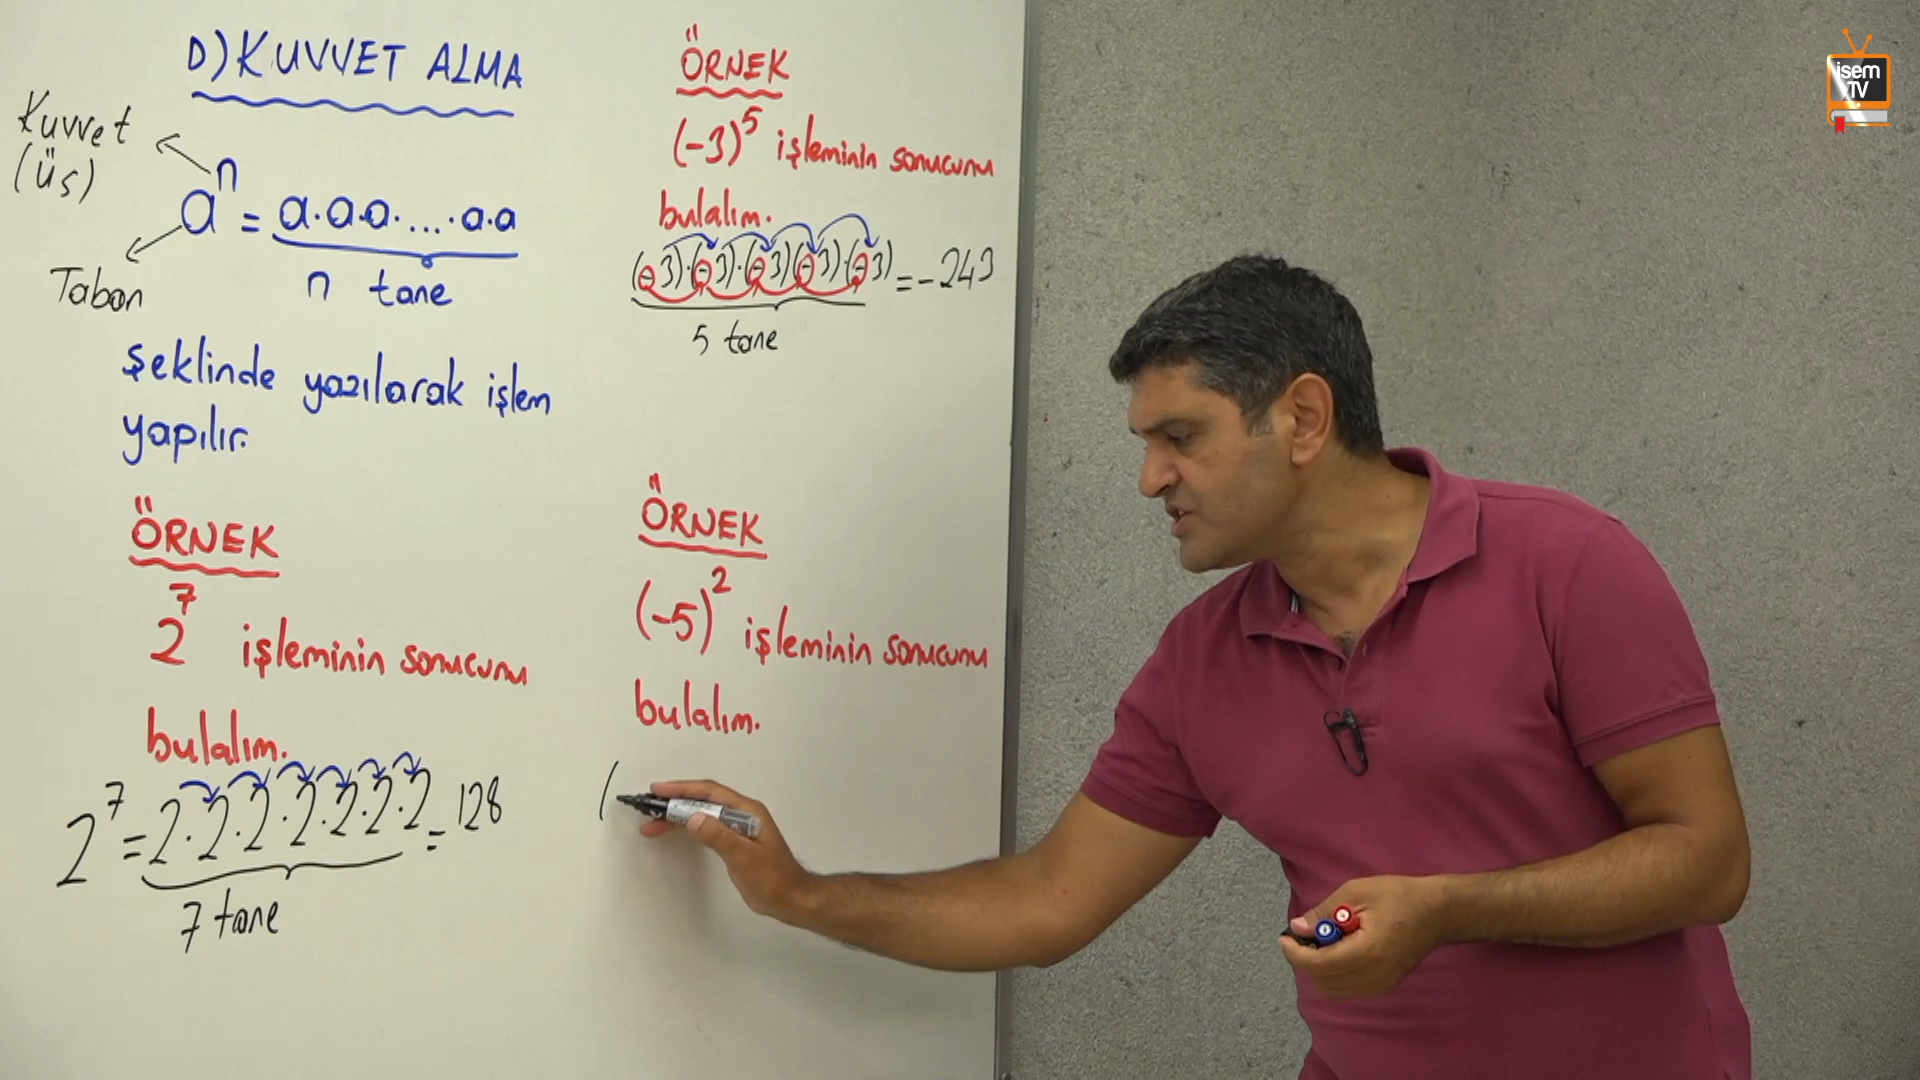 D) KUVVET ALMA
Kuvvet
(Üs)
aⁿ = a.a.a. ... .a.a
Taban
n tane
şeklinde yazılarak işlem
yapılır.
ÖRNEK
2⁷ işleminin sonucunu
bulalım.
2⁷ = 2.2.2.2.2.2.2 = 128
7 tane
ÖRNEK
(-3)⁵ işleminin sonucunu
bulalım.
(-3).(-3).(-3)(-3).(-3) = -243
5 tane
ÖRNEK
(-5)² işleminin sonucunu
bulalım.
(
isem
TV